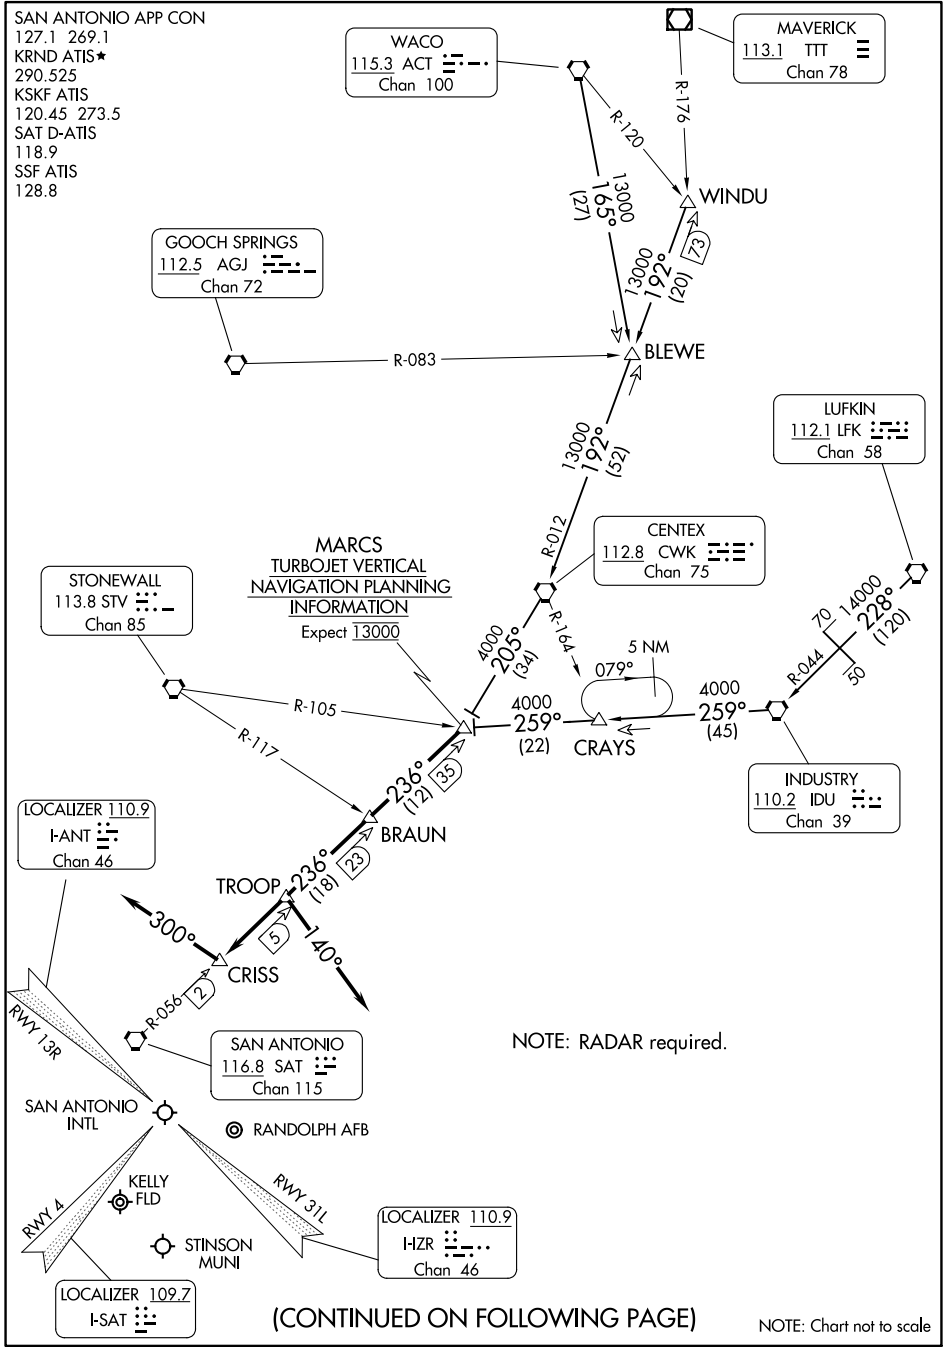 SAN ANTONIO APP CON
127.1 269.1
KRND ATIS★
290.525
KSKF ATIS
120.45 273.5
SAT D-ATIS
118.9
SSF ATIS
128.8
WACO
115.3 ACT
Chan 100
MAVERICK
113.1 TTT
Chan 78
R-176
R-120
WINDU
13000
165°
(27)
73
13000
192°
(20)
GOOCH SPRINGS
112.5 AGJ
Chan 72
R-083
BLEWE
LUFKIN
112.1 LFK
Chan 58
13000
192°
(52)
R-012
CENTEX
112.8 CWK
Chan 75
MARCS
TURBOJET VERTICAL
NAVIGATION PLANNING
INFORMATION
Expect 13000
STONEWALL
113.8 STV
Chan 85
70
14000
228°
(120)
R-044
50
4000
205°
(34)
R-164
5 NM
079°
R-105
4000
259°
(22)
CRAYS
4000
259°
(45)
R-117
INDUSTRY
110.2 IDU
Chan 39
236°
(12)
35
BRAUN
LOCALIZER 110.9
I-ANT
Chan 46
236°
(18)
23
TROOP
5
140°
300°
CRISS
R-056
2
RWY 13R
SAN ANTONIO
116.8 SAT
Chan 115
NOTE: RADAR required.
SAN ANTONIO
INTL
RANDOLPH AFB
KELLY
FLD
RWY 4
RWY 31L
STINSON
MUNI
LOCALIZER 110.9
I-IZR
Chan 46
LOCALIZER 109.7
I-SAT
(CONTINUED ON FOLLOWING PAGE)
NOTE: Chart not to scale